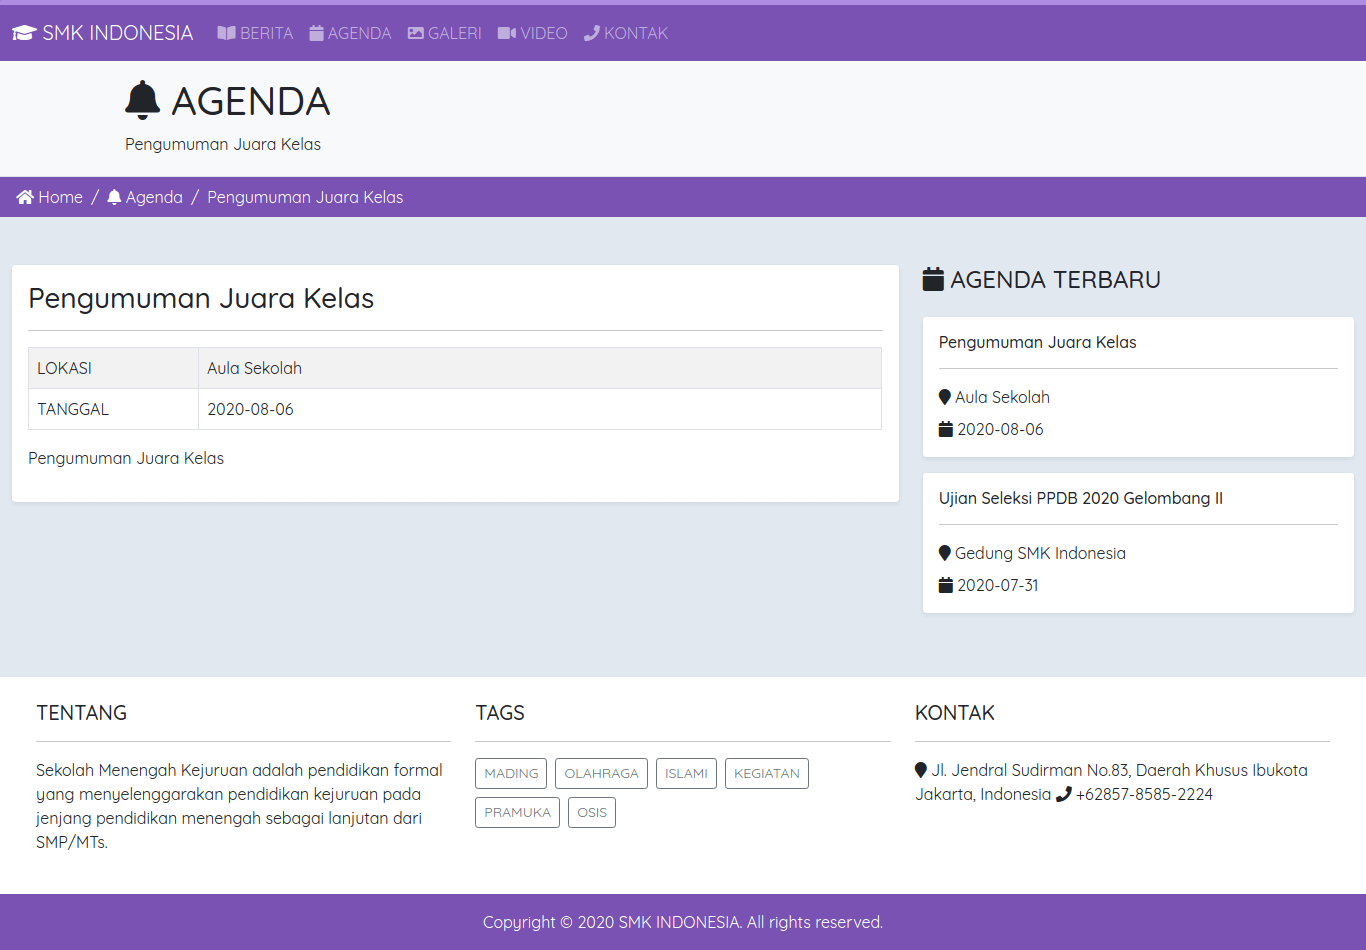 SMK INDONESIA BERITA AGENDA GALERI VIDEO KONTAK
AGENDA
Pengumuman Juara Kelas
Home / Agenda / Pengumuman Juara Kelas
Pengumuman Juara Kelas
LOKASI Aula Sekolah
TANGGAL 2020-08-06
Pengumuman Juara Kelas
AGENDA TERBARU
Pengumuman Juara Kelas
Aula Sekolah
2020-08-06
Ujian Seleksi PPDB 2020 Gelombang II
Gedung SMK Indonesia
2020-07-31
TENTANG
Sekolah Menengah Kejuruan adalah pendidikan formal
yang menyelenggarakan pendidikan kejuruan pada
jenjang pendidikan menengah sebagai lanjutan dari
SMP/MTs.
TAGS
MADING OLAHRAGA ISLAMI KEGIATAN
PRAMUKA OSIS
KONTAK
Jl. Jendral Sudirman No.83, Daerah Khusus Ibukota
Jakarta, Indonesia +62857-8585-2224
Copyright © 2020 SMK INDONESIA. All rights reserved.